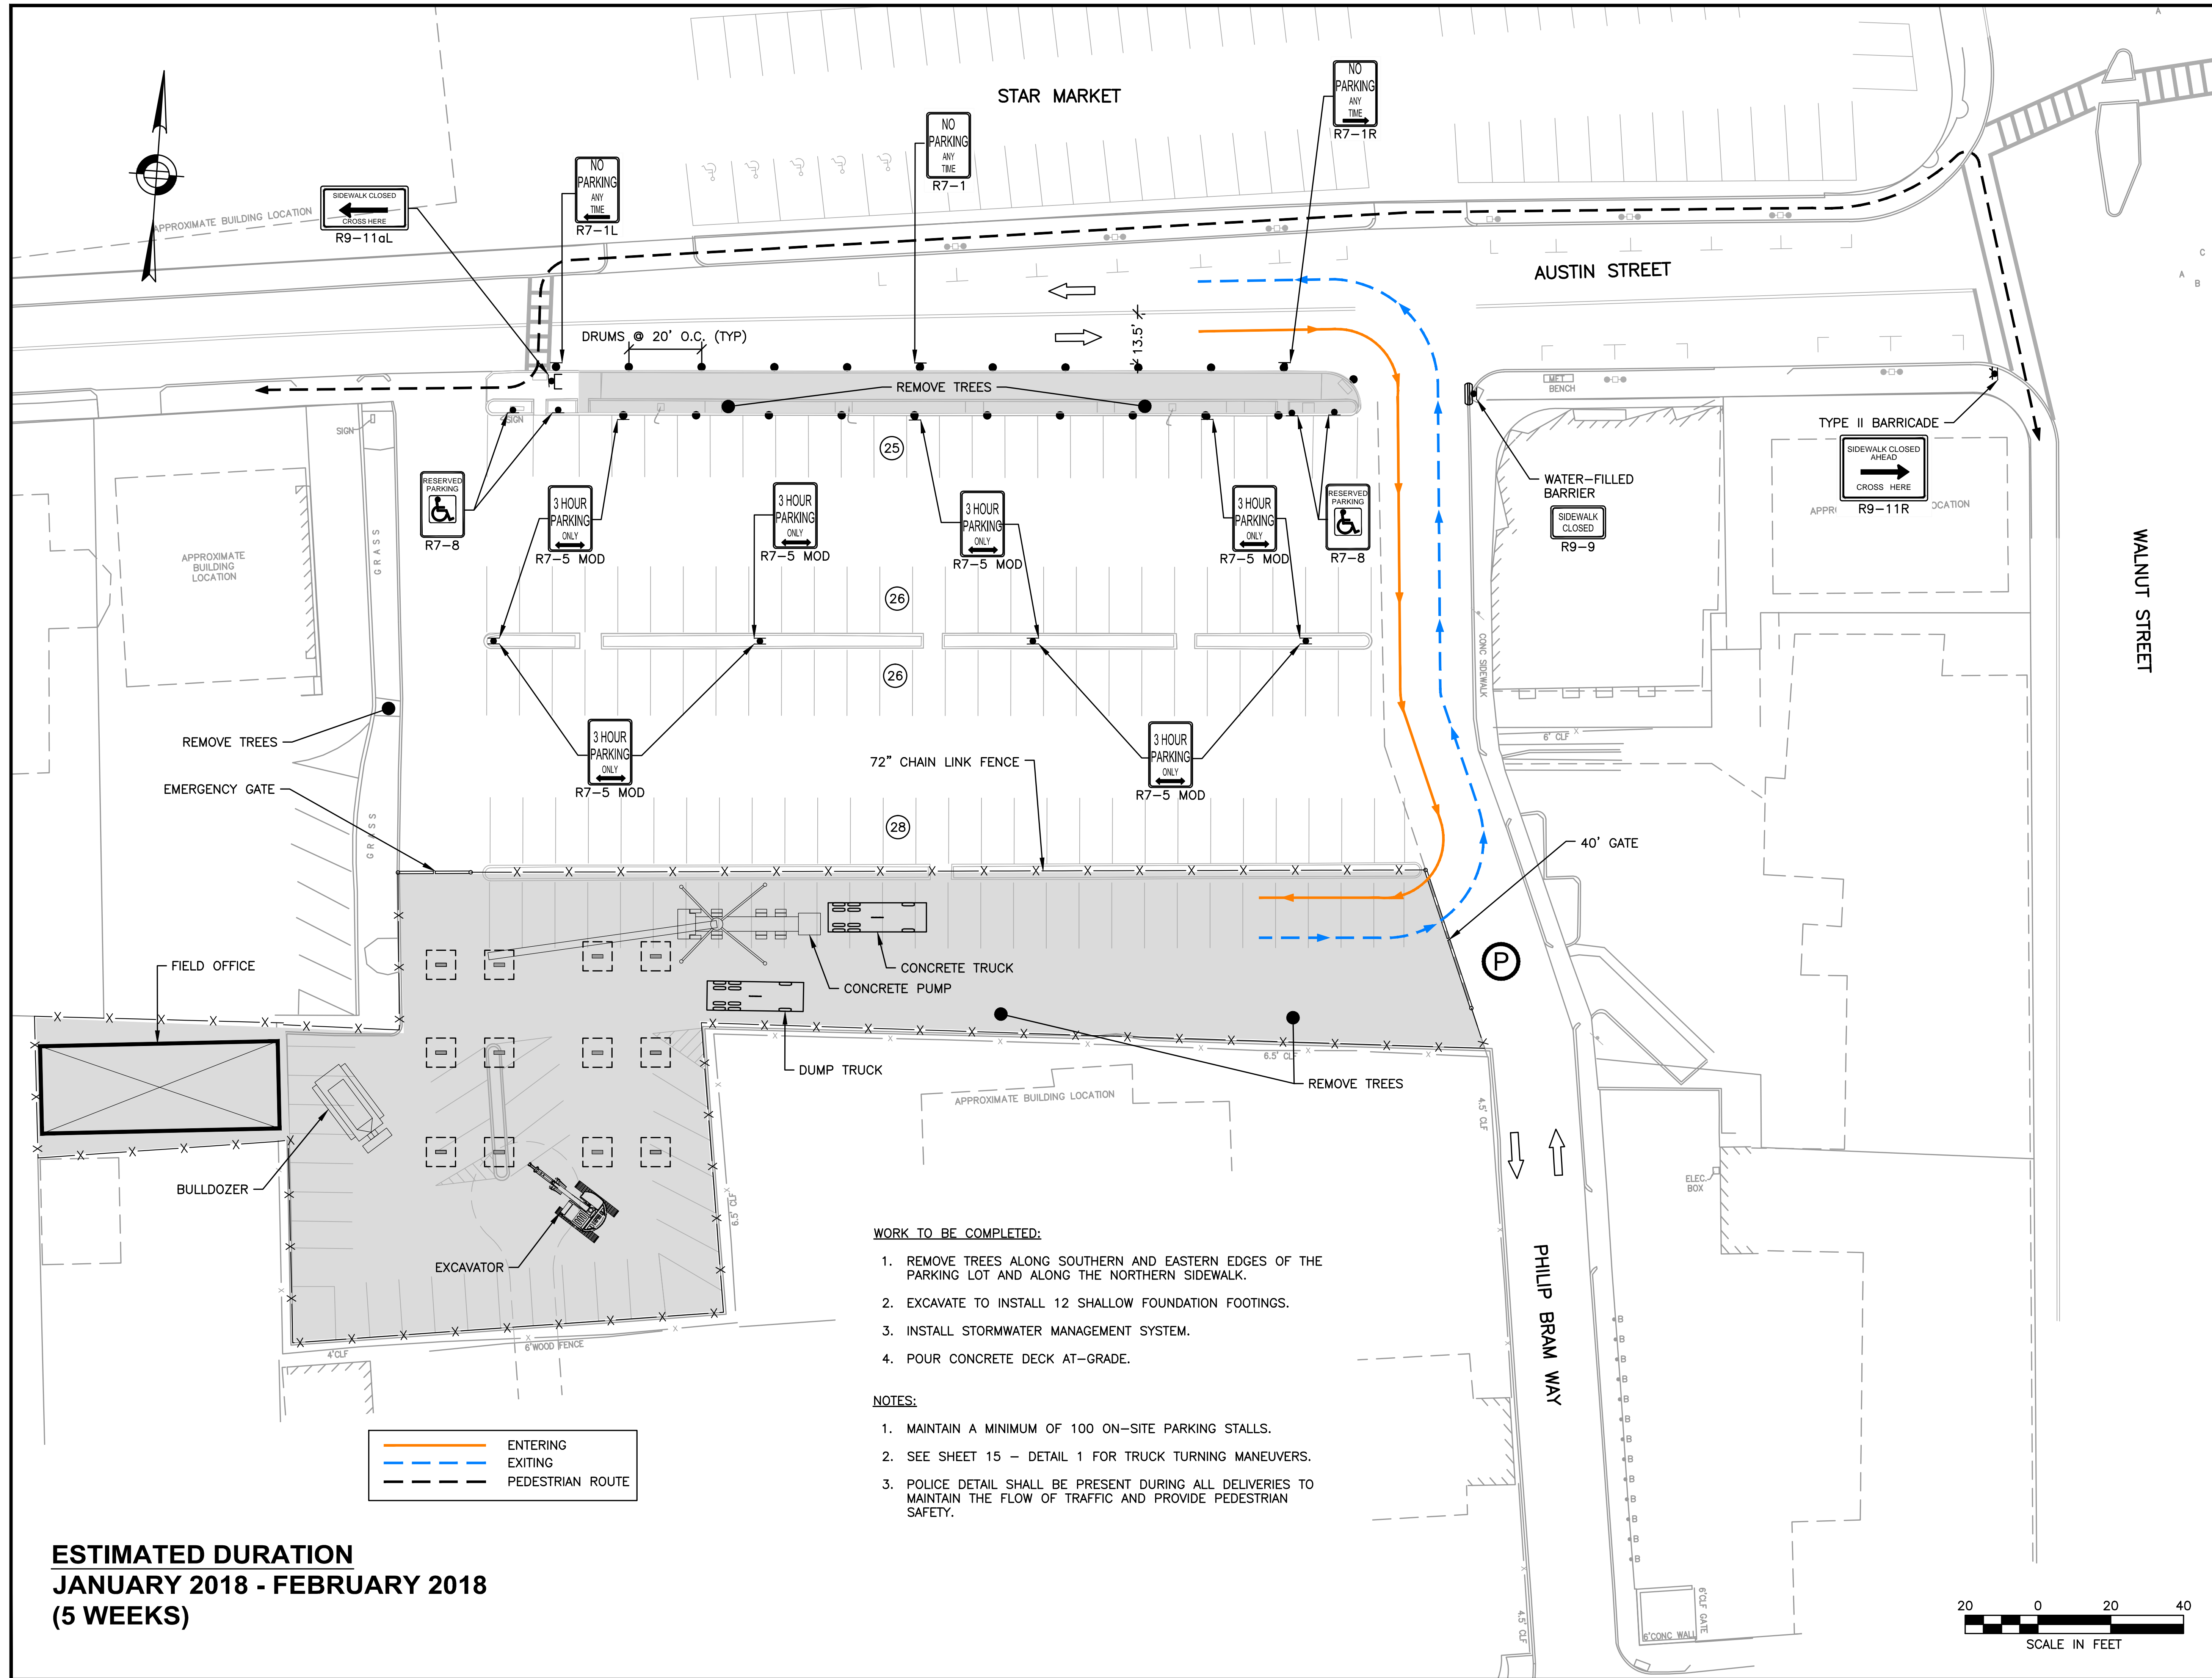 STAR MARKET
NO
PARKING
ANY
TIME
R7-1R
NO
PARKING
ANY
TIME
R7-1
NO
PARKING
ANY
TIME
R7-1L
SIDEWALK CLOSED
CROSS HERE
R9-11aL
APPROXIMATE BUILDING LOCATION
AUSTIN STREET
DRUMS @ 20' O.C. (TYP)
13.5'
REMOVE TREES
SIGN
SIGN
MET
BENCH
TYPE II BARRICADE
SIDEWALK CLOSED
AHEAD
CROSS HERE
R9-11R
APPR
OCATION
WATER-FILLED
BARRIER
SIDEWALK
CLOSED
R9-9
WALNUT STREET
25
RESERVED
PARKING
R7-8
3 HOUR
PARKING
ONLY
R7-5 MOD
3 HOUR
PARKING
ONLY
R7-5 MOD
3 HOUR
PARKING
ONLY
R7-5 MOD
3 HOUR
PARKING
ONLY
R7-5 MOD
RESERVED
PARKING
R7-8
APPROXIMATE
BUILDING
LOCATION
GRASS
26
26
CONC SIDEWALK
REMOVE TREES
3 HOUR
PARKING
ONLY
R7-5 MOD
3 HOUR
PARKING
ONLY
R7-5 MOD
6' CLF
72" CHAIN LINK FENCE
EMERGENCY GATE
GRASS
28
40' GATE
P
FIELD OFFICE
CONCRETE TRUCK
CONCRETE PUMP
DUMP TRUCK
6.5' CLF
REMOVE TREES
APPROXIMATE BUILDING LOCATION
4.5' CLF
BULLDOZER
6.5' CLF
EXCAVATOR
ELEC.
BOX
4'CLF
6'WOOD FENCE
PHILIP BRAM WAY
WORK TO BE COMPLETED:
1. REMOVE TREES ALONG SOUTHERN AND EASTERN EDGES OF THE
PARKING LOT AND ALONG THE NORTHERN SIDEWALK.
2. EXCAVATE TO INSTALL 12 SHALLOW FOUNDATION FOOTINGS.
3. INSTALL STORMWATER MANAGEMENT SYSTEM.
4. POUR CONCRETE DECK AT-GRADE.
NOTES:
1. MAINTAIN A MINIMUM OF 100 ON-SITE PARKING STALLS.
2. SEE SHEET 15 - DETAIL 1 FOR TRUCK TURNING MANEUVERS.
3. POLICE DETAIL SHALL BE PRESENT DURING ALL DELIVERIES TO
MAINTAIN THE FLOW OF TRAFFIC AND PROVIDE PEDESTRIAN
SAFETY.
ENTERING
EXITING
PEDESTRIAN ROUTE
ESTIMATED DURATION
JANUARY 2018 - FEBRUARY 2018
(5 WEEKS)
4.5' CLF
6'CLF GATE
6'CONC WALL
B
B
B
B
B
B
B
B
B
B
B
B
B
A
C
A
B
20 0 20 40
SCALE IN FEET